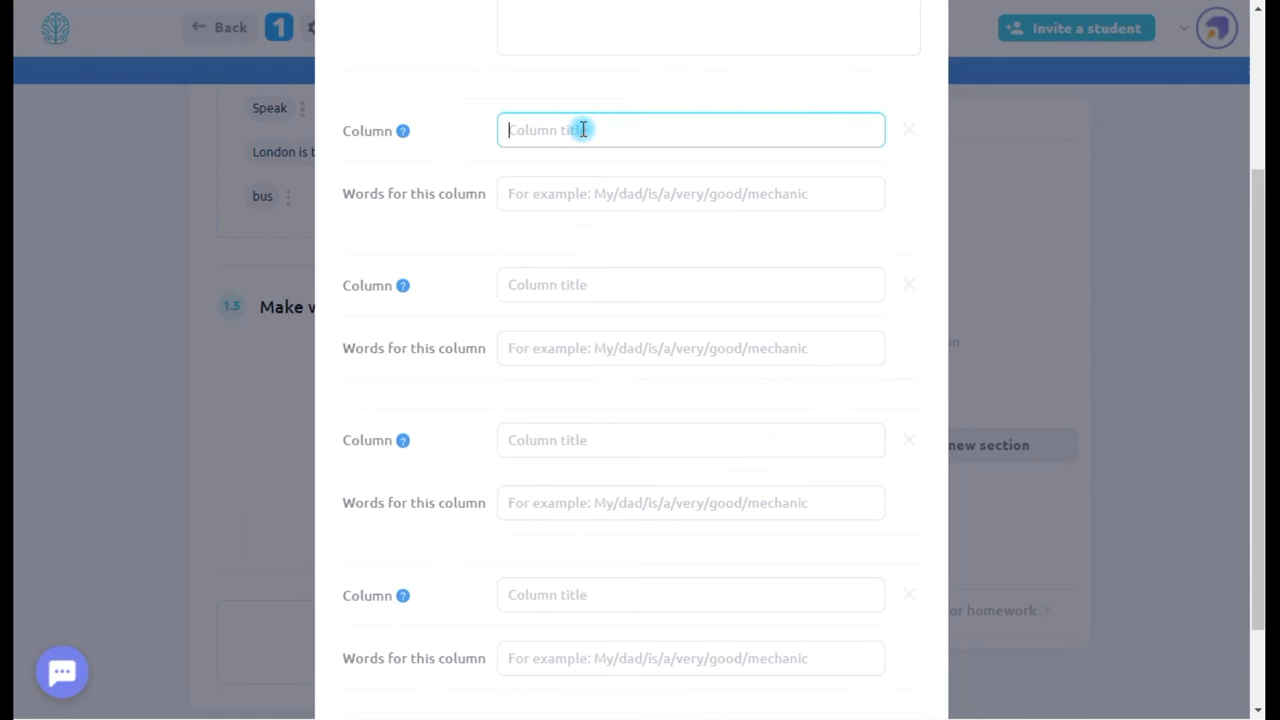 Back
1
Invite a student
Speak
London is t
bus
1.5
Make w
Column ?
Column title
Words for this column
For example: My/dad/is/a/very/good/mechanic
Column ?
Column title
Words for this column
For example: My/dad/is/a/very/good/mechanic
Column ?
Column title
Words for this column
For example: My/dad/is/a/very/good/mechanic
Column ?
Column title
Words for this column
For example: My/dad/is/a/very/good/mechanic
on
new section
or homework ?